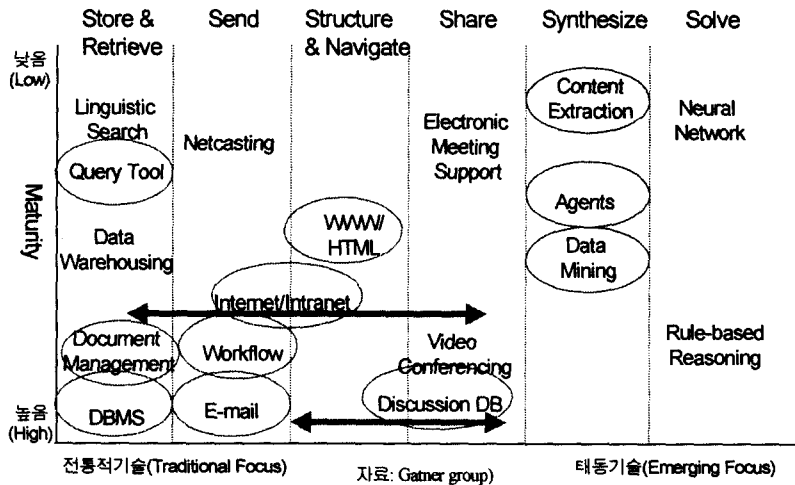 Store & Retrieve
Send
Structure & Navigate
Share
Synthesize
Solve
낮음
(Low)
Maturity
높음
(High)
Linguistic
Search
Query Tool
Data
Warehousing
Document
Management
DBMS
Netcasting
Internet/Intranet
Workflow
E-mail
WWW/
HTML
Electronic
Meeting
Support
Video
Conferencing
Discussion DB
Content
Extraction
Agents
Data
Mining
Neural
Network
Rule-based
Reasoning
전통적기술(Traditional Focus)
자료: Gatner group)
태동기술(Emerging Focus)